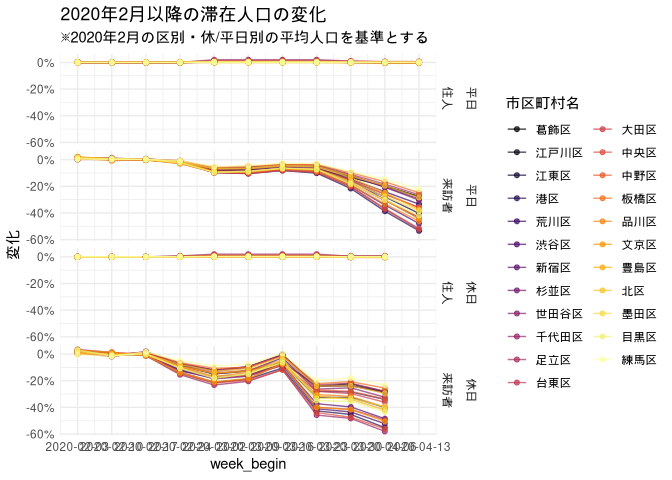 2020年2月以降の滞在人口の変化
※2020年2月の区別・休/平日別の平均人口を基準とする
変化
0%
-20%
-40%
-60%
平日
住人
0%
-20%
-40%
-60%
平日
来訪者
0%
-20%
-40%
-60%
休日
住人
0%
-20%
-40%
-60%
休日
来訪者
week_begin
市区町村名
葛飾区
江戸川区
江東区
港区
荒川区
渋谷区
新宿区
杉並区
世田谷区
千代田区
足立区
台東区
大田区
中央区
中野区
板橋区
品川区
文京区
豊島区
北区
墨田区
目黒区
練馬区